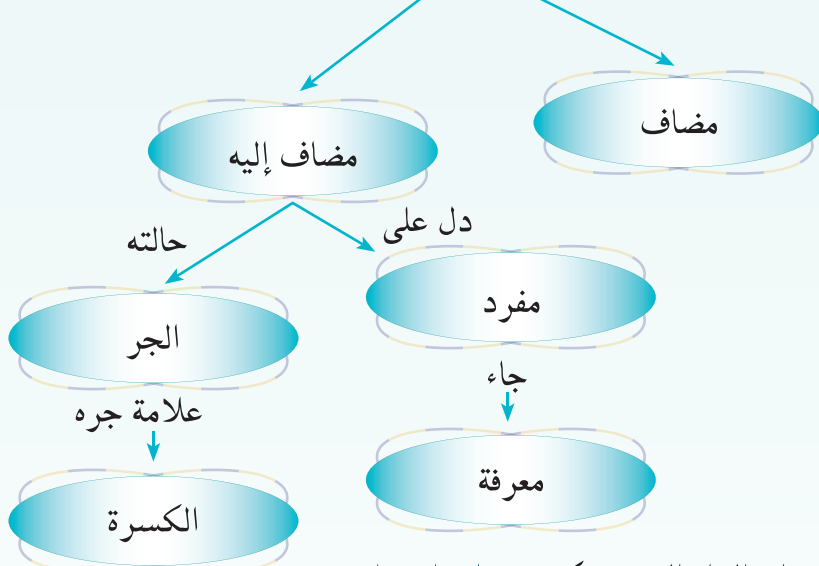 مضاف
مضاف إليه
دل على
حالته
مفرد
الجر
جاء
علامة جره
معرفة
الكسرة